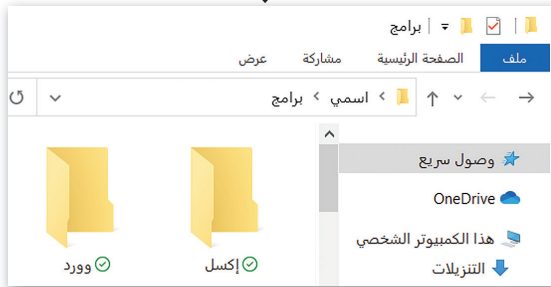 برامج
ملف الصفحة الرئيسية مشاركة عرض
اسمي برامج
وصول سريع
OneDrive
هذا الكمبيوتر الشخصي
التنزيلات
إكسل وورد